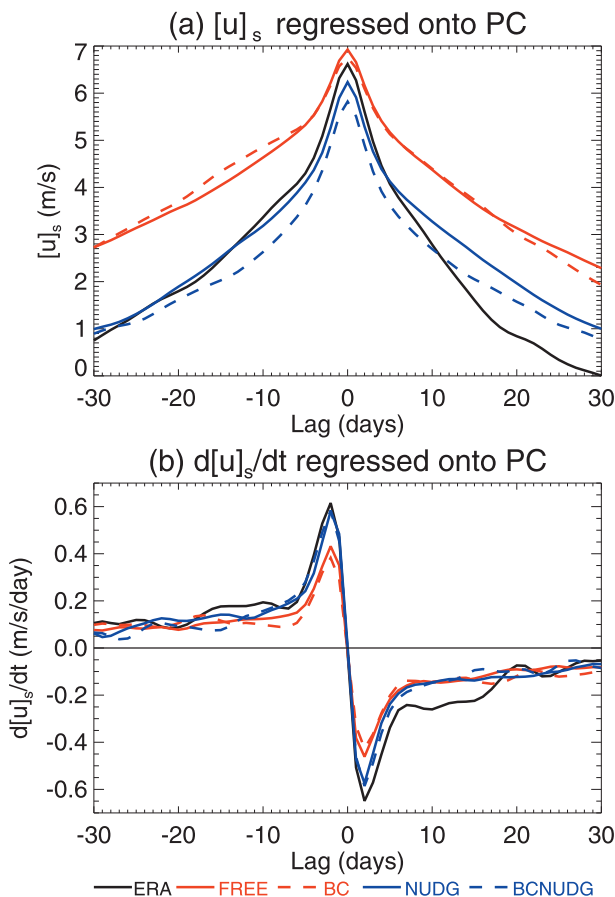 (a) [u]s regressed onto PC
7
6
5
4
3
2
1
0
[u]s (m/s)
-30 -20 -10 0 10 20 30
Lag (days)
(b) d[u]s/dt regressed onto PC
0.6
0.4
0.2
0.0
-0.2
-0.4
-0.6
d[u]s/dt (m/s/day)
-30 -20 -10 0 10 20 30
Lag (days)
ERA FREE BC NUDG BCNUDG